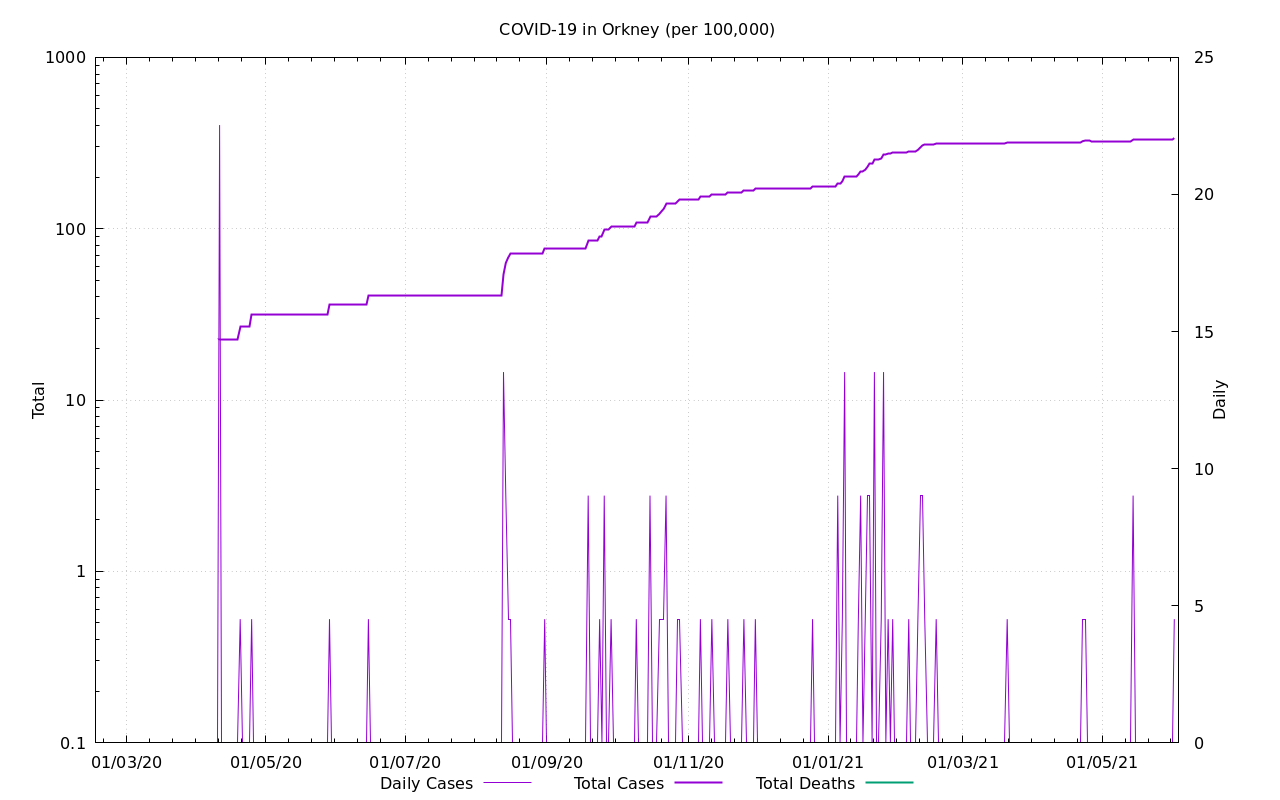 COVID-19 in Orkney (per 100,000)
1000
100
10
1
0.1
Total
25
20
15
10
5
0
Daily
01/03/20 01/05/20 01/07/20 01/09/20 01/11/20 01/01/21 01/03/21 01/05/21
Daily Cases Total Cases Total Deaths